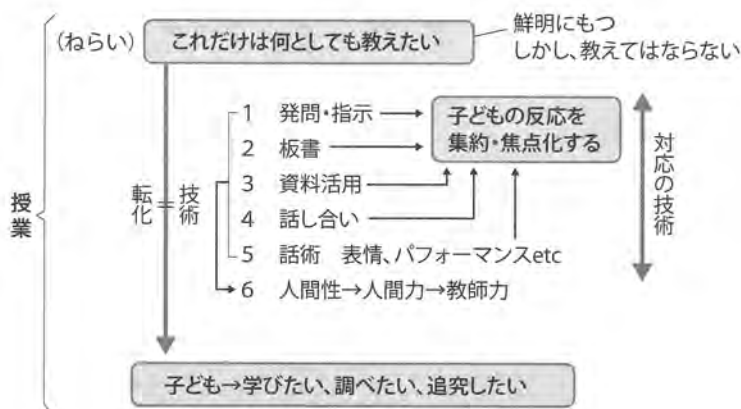 (ねらい) これだけは何としても教えたい
鮮明にもつ
しかし、教えてはならない
1 発問・指示
2 板書
3 資料活用
4 話し合い
5 話術 表情、パフォーマンスetc
6 人間性→人間力→教師力
子どもの反応を
集約・焦点化する
対応の技術
転化＝技術
授業
子ども→学びたい、調べたい、追究したい